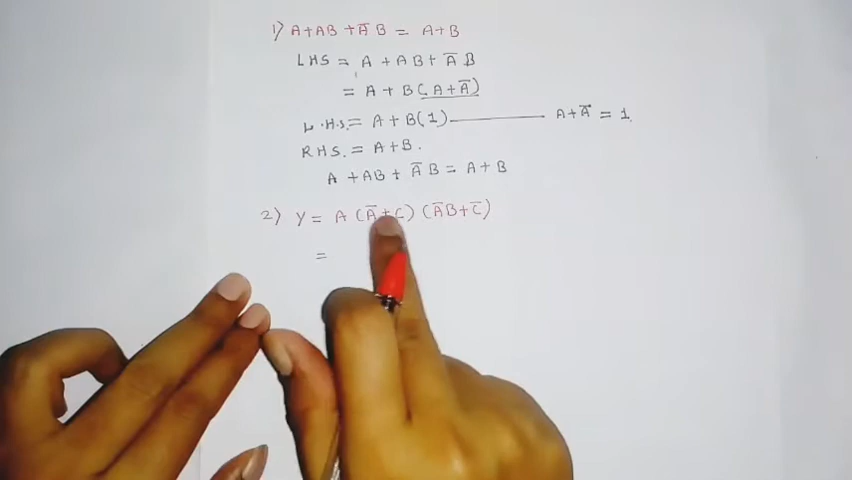 1) A+AB+A̅B = A+B
LHS = A + AB + A̅ B
= A + B(A+A̅)
L.H.S. = A + B(1) ——— A+A̅ = 1.
RHS. = A+B.
A +AB + A̅ B = A+B
2) Y = A (A̅+C) (A̅B+C̅)
=